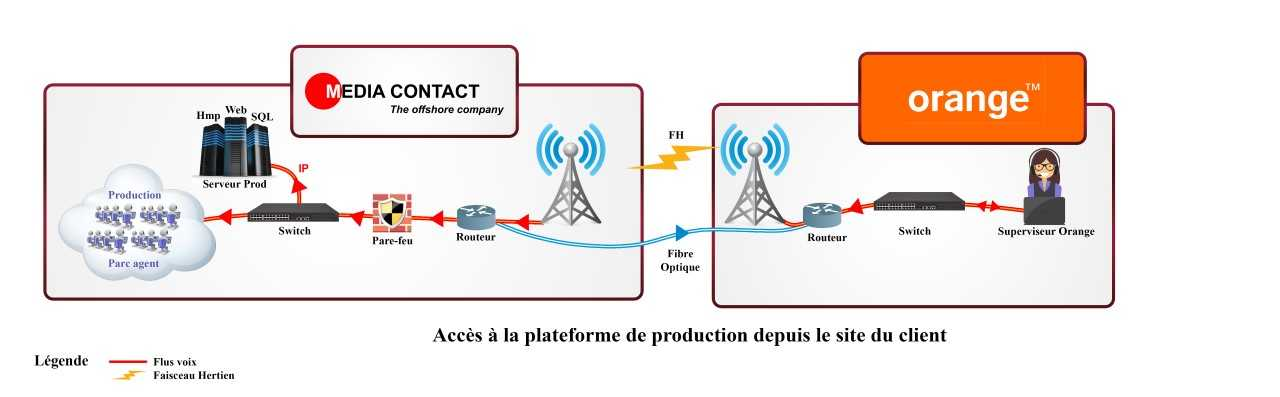 MEDIA CONTACT
The offshore company
orange™
Hmp Web SQL
Serveur Prod
IP
Production
Parc agent
Switch
Pare-feu
Routeur
FH
Fibre
Optique
Routeur
Switch
Superviseur Orange
Accès à la plateforme de production depuis le site du client
Légende
Flus voix
Faisceau Hertien